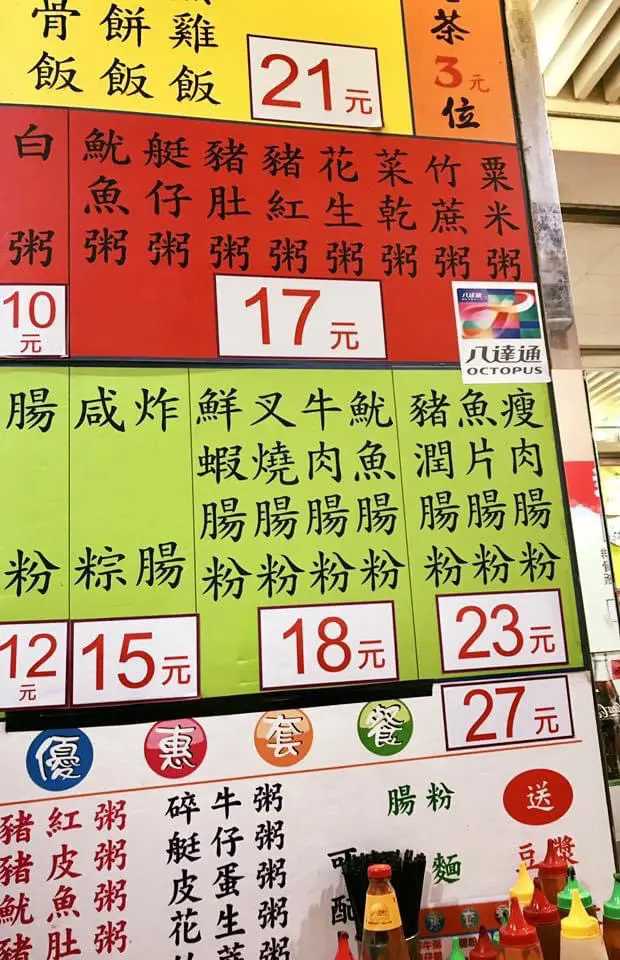 骨飯
餅飯
雞飯
21元
茶3元位
白粥
10元
魷魚粥
艇仔粥
豬肚粥
豬紅粥
花生粥
菜乾粥
竹蔗粥
粟米粥
17元
八達通
八達通
OCTOPUS
腸粉
12元
咸粽
炸腸
15元
鮮蝦腸粉
叉燒腸粉
牛肉腸粉
魷魚腸粉
18元
豬潤腸粉
魚片腸粉
瘦肉腸粉
23元
優惠套餐
27元
豬紅粥 碎牛粥
豬皮粥 艇仔粥
魷魚粥 皮蛋粥
豬肚粥 花生粥
腸粉
麵
配
送
豆漿